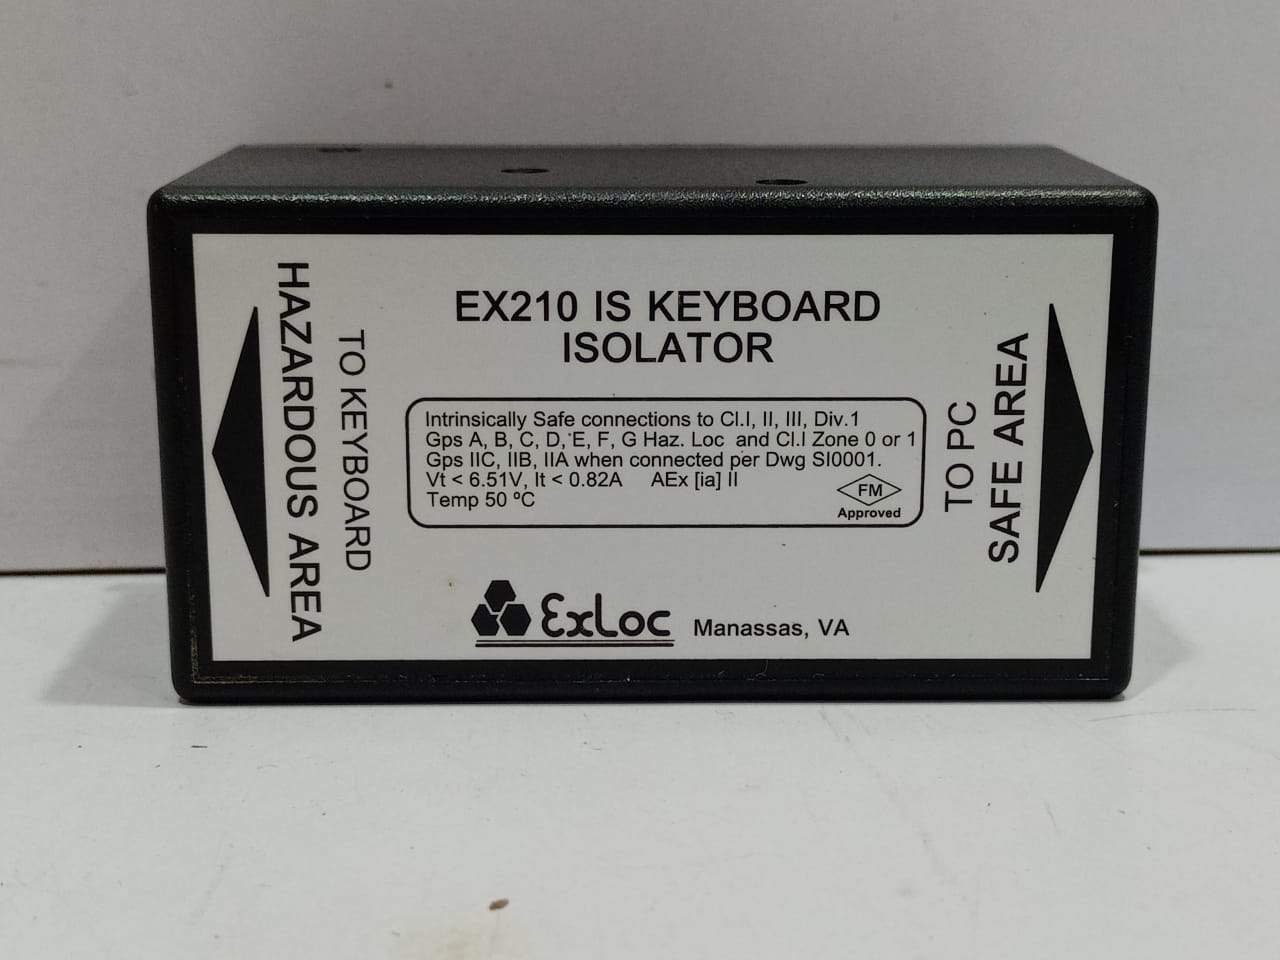 HAZARDOUS AREA
TO KEYBOARD
EX210 IS KEYBOARD
ISOLATOR
Intrinsically Safe connections to Cl.I, II, III, Div.1
Gps A, B, C, D, E, F, G Haz. Loc and Cl.I Zone 0 or 1
Gps IIC, IIB, IIA when connected per Dwg SI0001.
Vt < 6.51V, It < 0.82A AEx [ia] II
Temp 50 ºC
FM
Approved
ExLoc Manassas, VA
TO PC
SAFE AREA